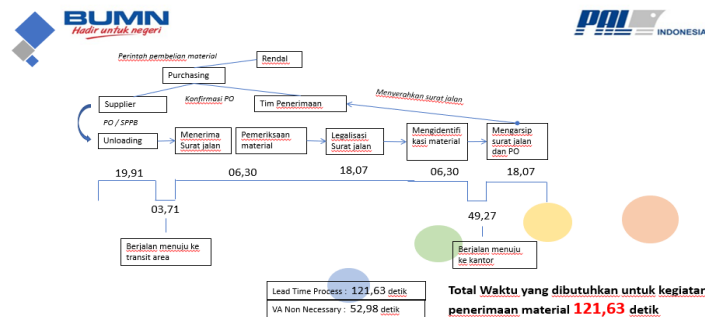 BUMN
Hadir untuk negeri
PAL INDONESIA
Perintah pembelian material
Rendal
Purchasing
Menyerahkan surat jalan
Supplier
Konfirmasi PO
Tim Penerimaan
PO / SPPB
Unloading
Menerima
Surat jalan
Pemeriksaan
material
Legalisasi
Surat jalan
Mengidentifi
kasi material
Mengarsip
surat jalan
dan PO
19,91
06,30
18,07
06,30
18,07
03,71
49,27
Berjalan menuju ke
transit area
Berjalan menuju
ke kantor
Lead Time Process : 121,63 detik
VA Non Necessary : 52,98 detik
Total Waktu yang dibutuhkan untuk kegiatan
penerimaan material 121,63 detik